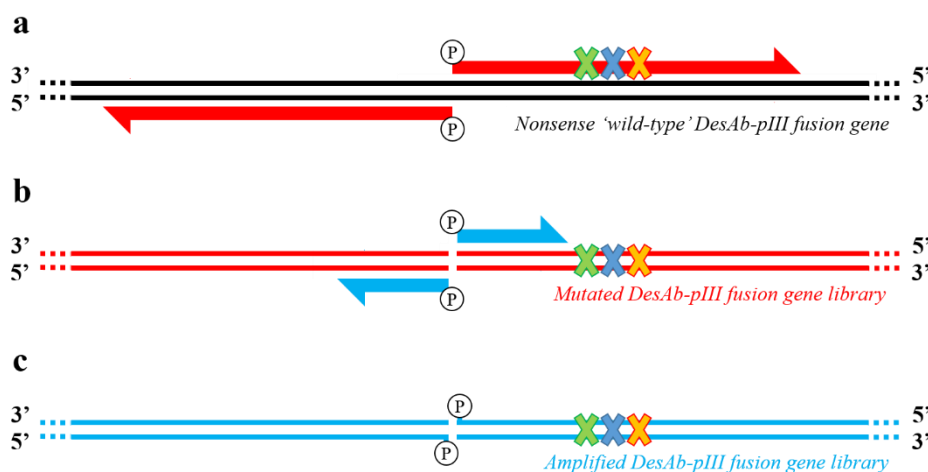 a
P
3’ 5’
5’ 3’
P
Nonsense ‘wild-type’ DesAb-pIII fusion gene
b
P
3’ 5’
5’ 3’
P
Mutated DesAb-pIII fusion gene library
c
P
3’ 5’
5’ 3’
P
Amplified DesAb-pIII fusion gene library